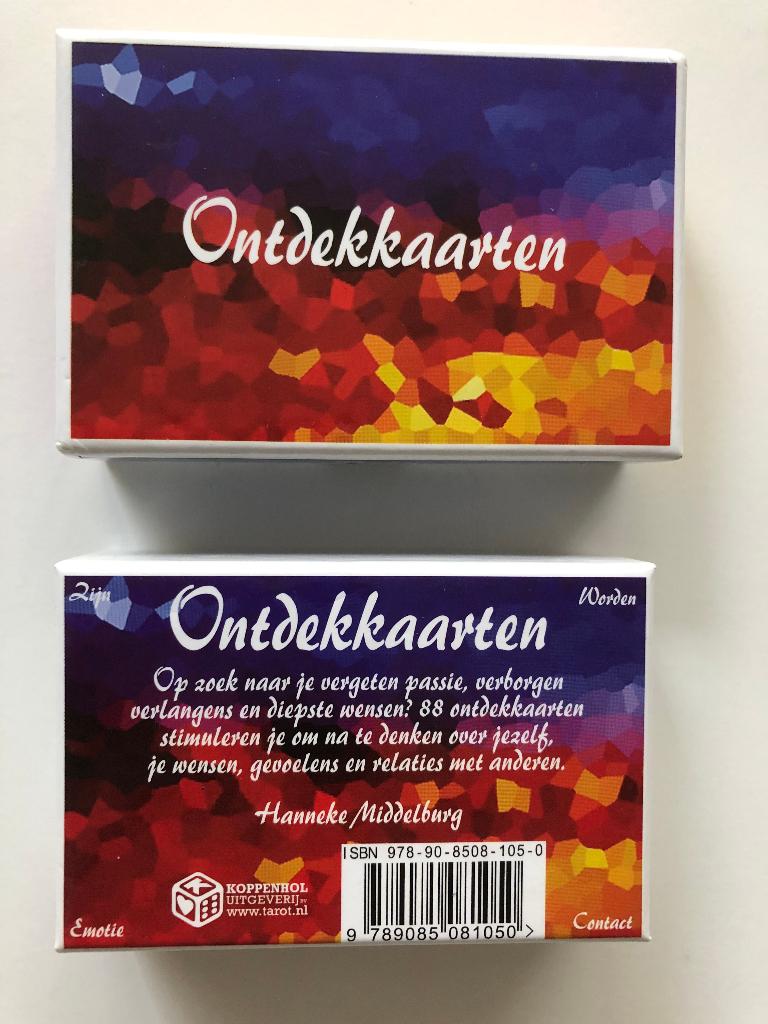 Ontdekkaarten
Zijn
Worden
Ontdekkaarten
Op zoek naar je vergeten passie, verborgen
verlangens en diepste wensen? 88 ontdekkaarten
stimuleren je om na te denken over jezelf,
je wensen, gevoelens en relaties met anderen.
Hanneke Middelburg
ISBN 978-90-8508-105-0
KOPPENHOL
UITGEVERIJ BV
www.tarot.nl
9 789085 081050 >
Emotie
Contact